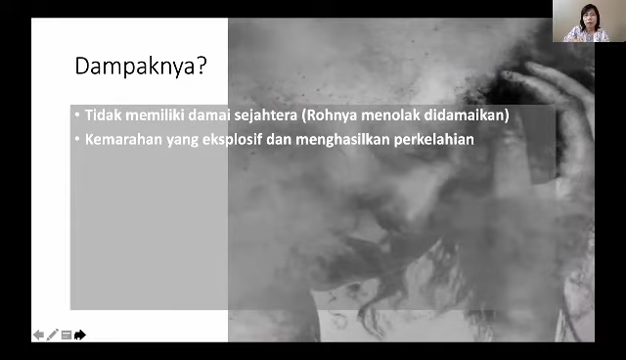 Dampaknya?
• Tidak memiliki damai sejahtera (Rohnya menolak didamaikan)
• Kemarahan yang eksplosif dan menghasilkan perkelahian